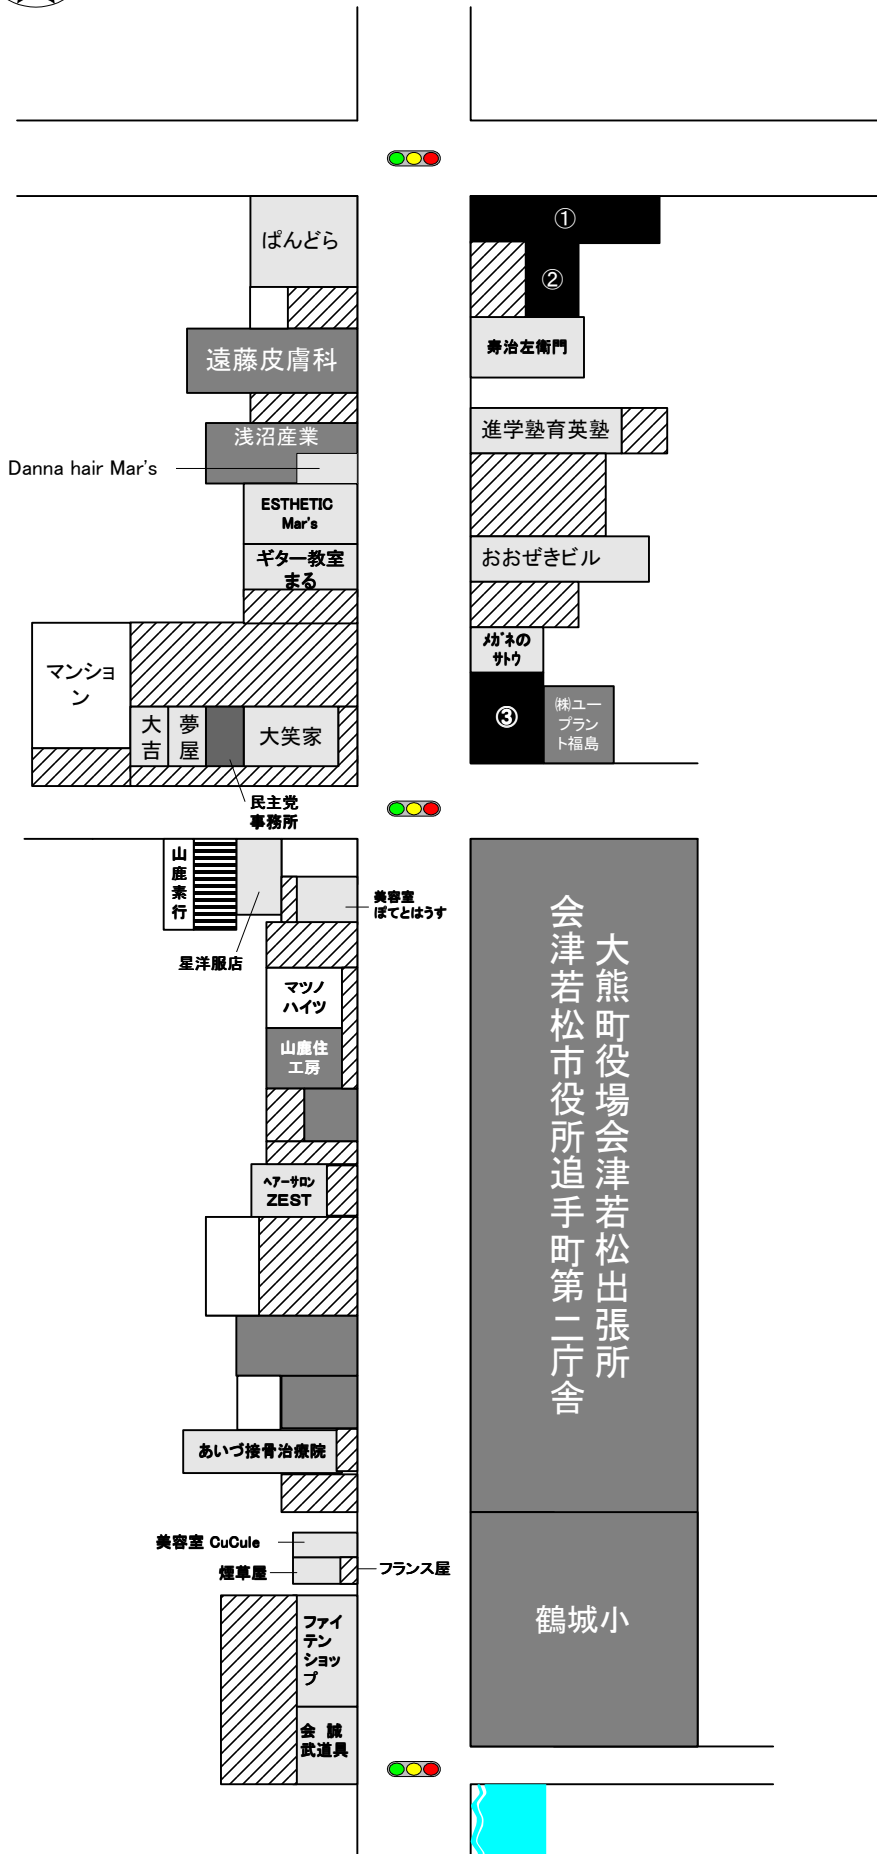 ①
ぱんどら
②
遠藤皮膚科
寿治左衛門
浅沼産業
進学塾育英塾
Danna hair Mar's
ESTHETIC
Mar's
おおぜきビル
ギター教室
まる
メガネの
サトウ
マンショ
ン
③
㈱ユー
プラン
ト福島
大吉
夢屋
大笑家
民主党
事務所
山鹿素行
美容室
ぽてとはうす
星洋服店
マツノ
ハイツ
山鹿住
工房
大熊町役場会津若松出張所
会津若松市役所追手町第二庁舎
ヘアーサロン
ZEST
あいづ接骨治療院
美容室 CuCule
煙草屋
フランス屋
ファイ
テン
ショッ
プ
鶴城小
会 誠
武道具